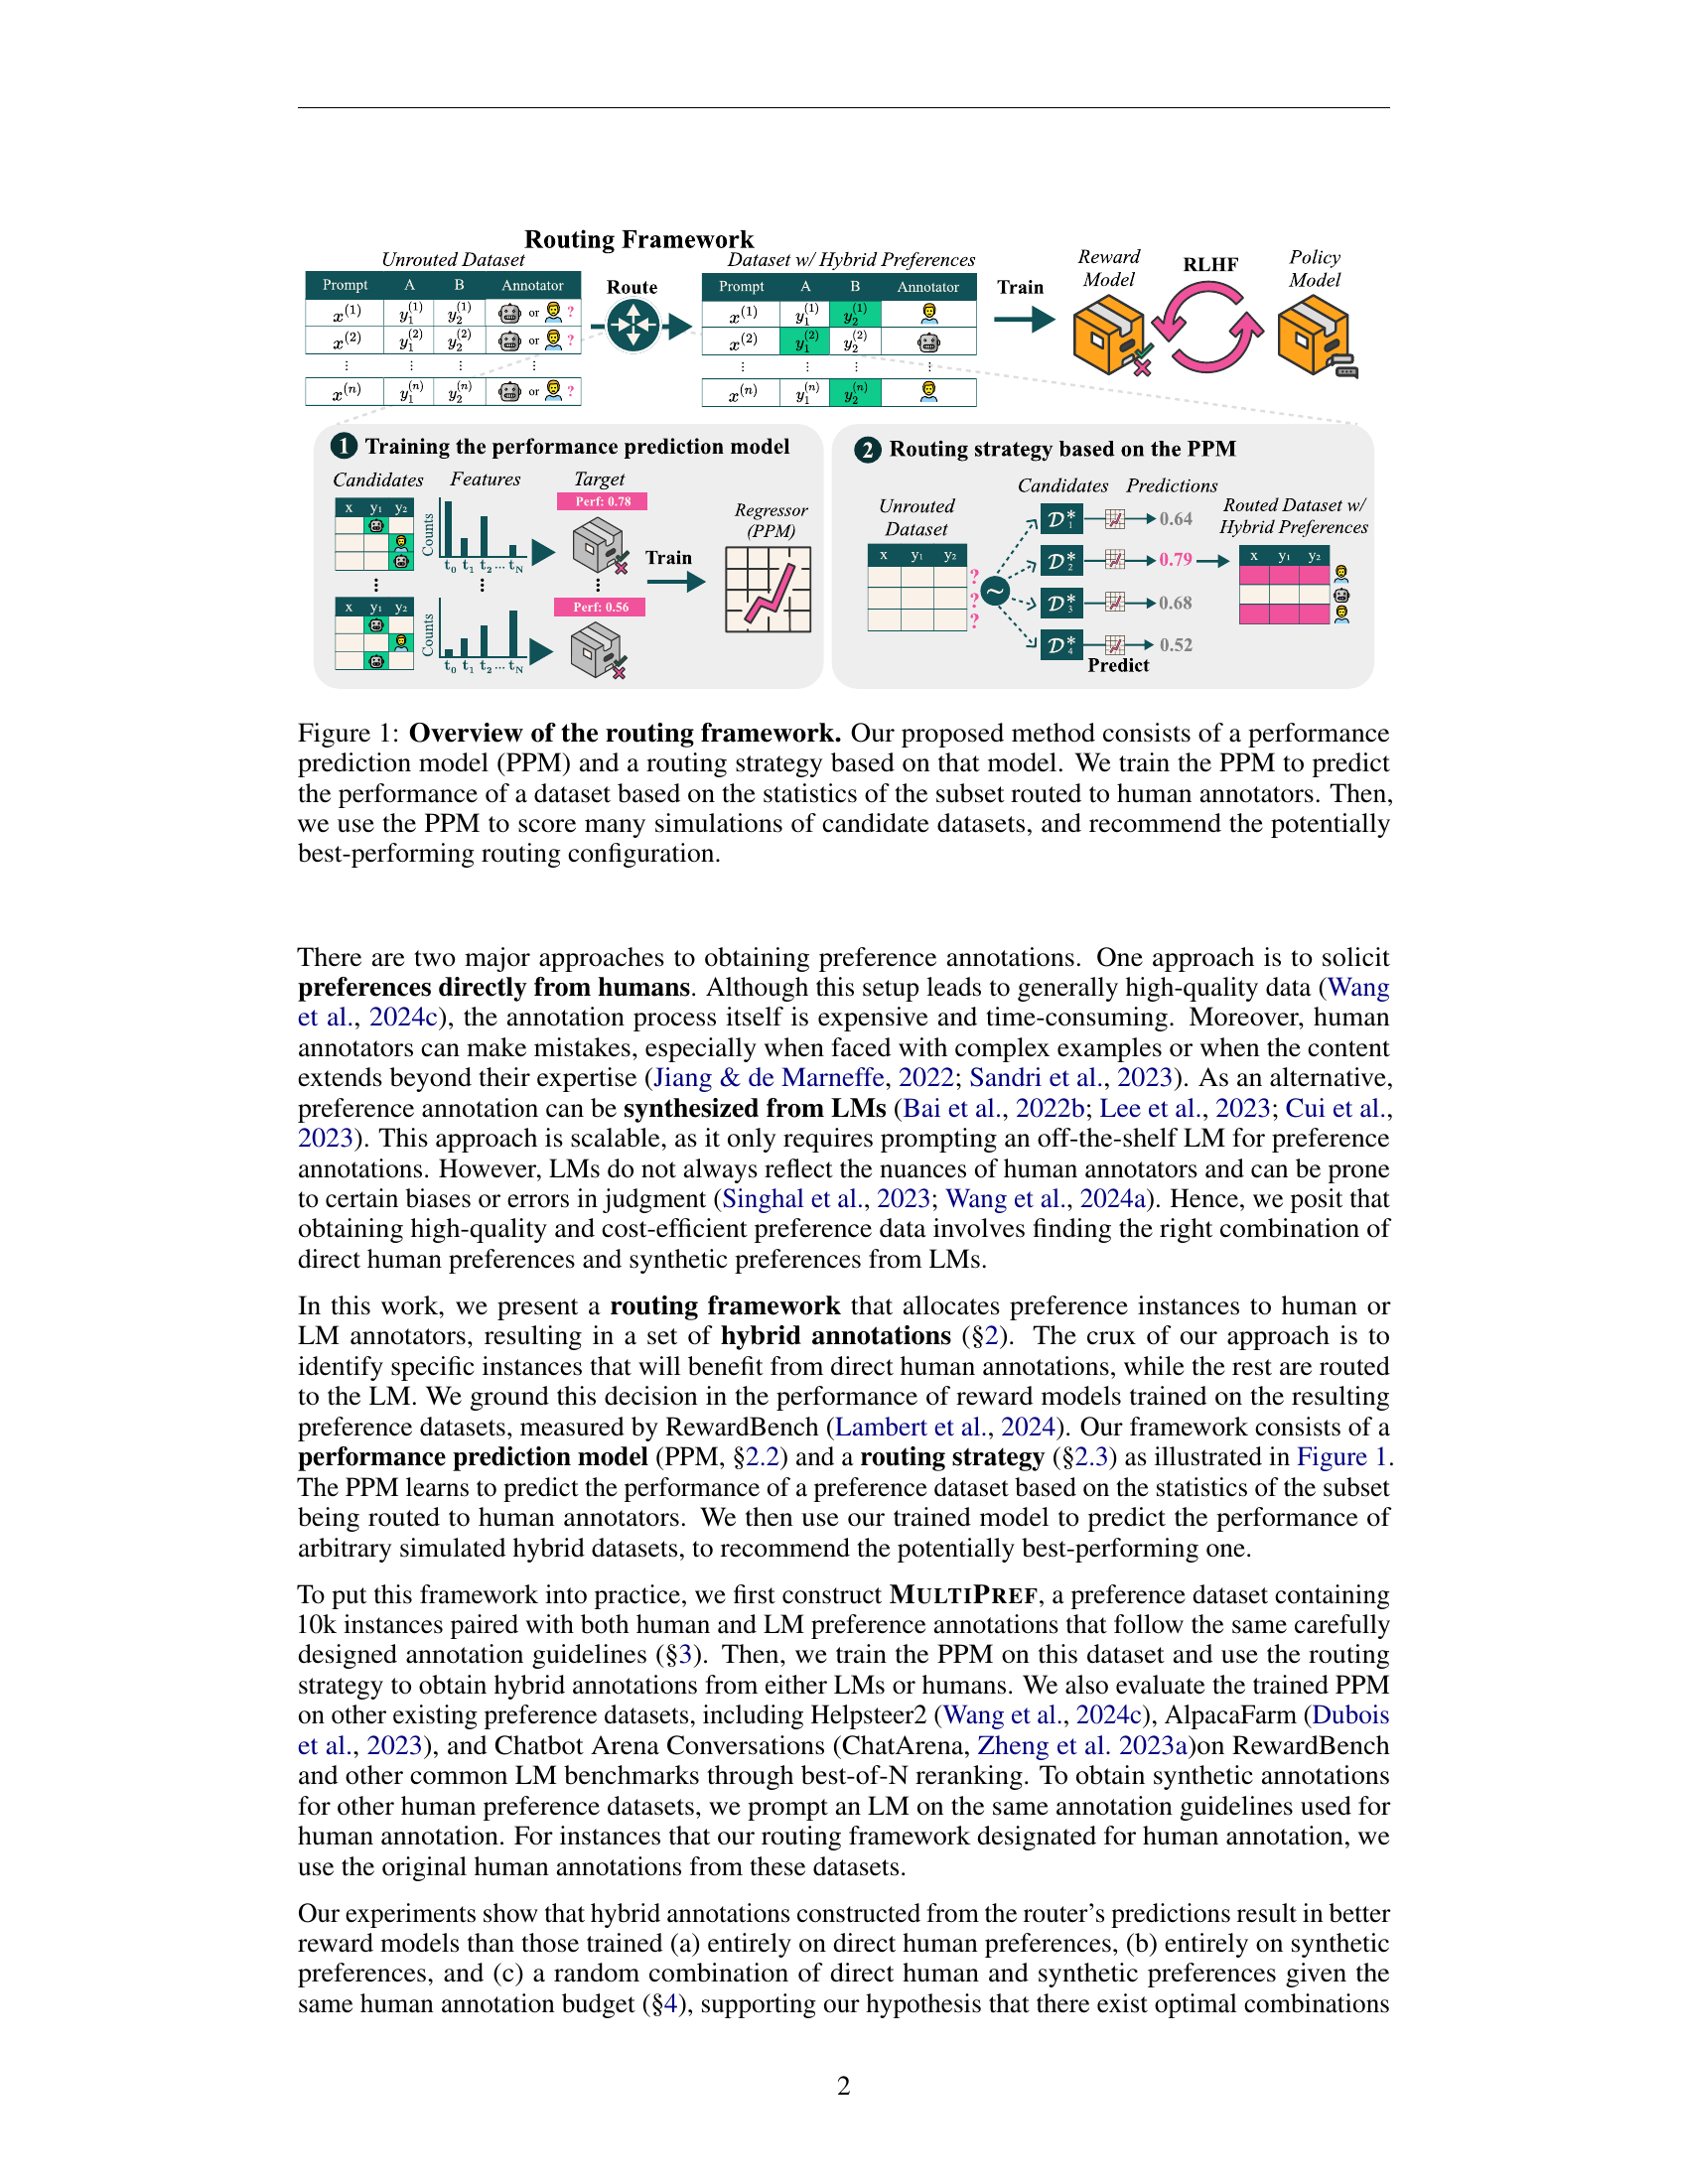 Routing Framework
Unrouted Dataset
Prompt A B Annotator
x^(1) y_1^(1) y_2^(1) or ?
x^(2) y_1^(2) y_2^(2) or ?
⋮ ⋮ ⋮ ⋮
x^(n) y_1^(n) y_2^(n) or ?
Route
Dataset w/ Hybrid Preferences
Prompt A B Annotator
x^(1) y_1^(1) y_2^(1)
x^(2) y_1^(2) y_2^(2)
⋮ ⋮ ⋮ ⋮
x^(n) y_1^(n) y_2^(n)
Train
Reward
Model
RLHF
Policy
Model
1 Training the performance prediction model
Candidates Features Target
x y₁ y₂
Counts
t₀ t₁ t₂ ... t_N
Perf: 0.78
⋮ ⋮ ⋮
x y₁ y₂
Counts
t₀ t₁ t₂ ... t_N
Perf: 0.56
Train
Regressor
(PPM)
2 Routing strategy based on the PPM
Unrouted
Dataset
x y₁ y₂
?
?
?
~
Candidates Predictions
D*₁ 0.64
D*₂ 0.79
D*₃ 0.68
D*₄ 0.52
Predict
Routed Dataset w/
Hybrid Preferences
x y₁ y₂
Figure 1: Overview of the routing framework. Our proposed method consists of a performance
prediction model (PPM) and a routing strategy based on that model. We train the PPM to predict
the performance of a dataset based on the statistics of the subset routed to human annotators. Then,
we use the PPM to score many simulations of candidate datasets, and recommend the potentially
best-performing routing configuration.
There are two major approaches to obtaining preference annotations. One approach is to solicit
preferences directly from humans. Although this setup leads to generally high-quality data (Wang
et al., 2024c), the annotation process itself is expensive and time-consuming. Moreover, human
annotators can make mistakes, especially when faced with complex examples or when the content
extends beyond their expertise (Jiang & de Marneffe, 2022; Sandri et al., 2023). As an alternative,
preference annotation can be synthesized from LMs (Bai et al., 2022b; Lee et al., 2023; Cui et al.,
2023). This approach is scalable, as it only requires prompting an off-the-shelf LM for preference
annotations. However, LMs do not always reflect the nuances of human annotators and can be prone
to certain biases or errors in judgment (Singhal et al., 2023; Wang et al., 2024a). Hence, we posit that
obtaining high-quality and cost-efficient preference data involves finding the right combination of
direct human preferences and synthetic preferences from LMs.
In this work, we present a routing framework that allocates preference instances to human or
LM annotators, resulting in a set of hybrid annotations (§2). The crux of our approach is to
identify specific instances that will benefit from direct human annotations, while the rest are routed
to the LM. We ground this decision in the performance of reward models trained on the resulting
preference datasets, measured by RewardBench (Lambert et al., 2024). Our framework consists of a
performance prediction model (PPM, §2.2) and a routing strategy (§2.3) as illustrated in Figure 1.
The PPM learns to predict the performance of a preference dataset based on the statistics of the subset
being routed to human annotators. We then use our trained model to predict the performance of
arbitrary simulated hybrid datasets, to recommend the potentially best-performing one.
To put this framework into practice, we first construct MULTIPREF, a preference dataset containing
10k instances paired with both human and LM preference annotations that follow the same carefully
designed annotation guidelines (§3). Then, we train the PPM on this dataset and use the routing
strategy to obtain hybrid annotations from either LMs or humans. We also evaluate the trained PPM
on other existing preference datasets, including Helpsteer2 (Wang et al., 2024c), AlpacaFarm (Dubois
et al., 2023), and Chatbot Arena Conversations (ChatArena, Zheng et al. 2023a)on RewardBench
and other common LM benchmarks through best-of-N reranking. To obtain synthetic annotations
for other human preference datasets, we prompt an LM on the same annotation guidelines used for
human annotation. For instances that our routing framework designated for human annotation, we
use the original human annotations from these datasets.
Our experiments show that hybrid annotations constructed from the router's predictions result in better
reward models than those trained (a) entirely on direct human preferences, (b) entirely on synthetic
preferences, and (c) a random combination of direct human and synthetic preferences given the
same human annotation budget (§4), supporting our hypothesis that there exist optimal combinations
2